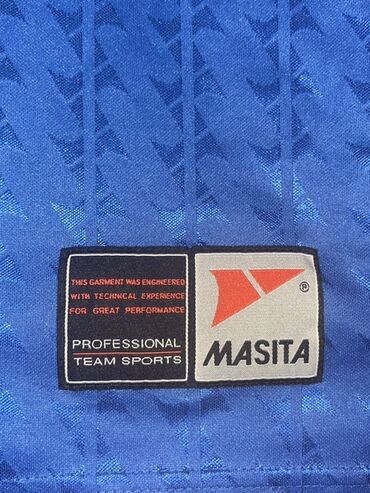 THIS GARMENT WAS ENGINEERED
WITH TECHNICAL EXPERIENCE
FOR GREAT PERFORMANCE
PROFESSIONAL
TEAM SPORTS
®
MASITA